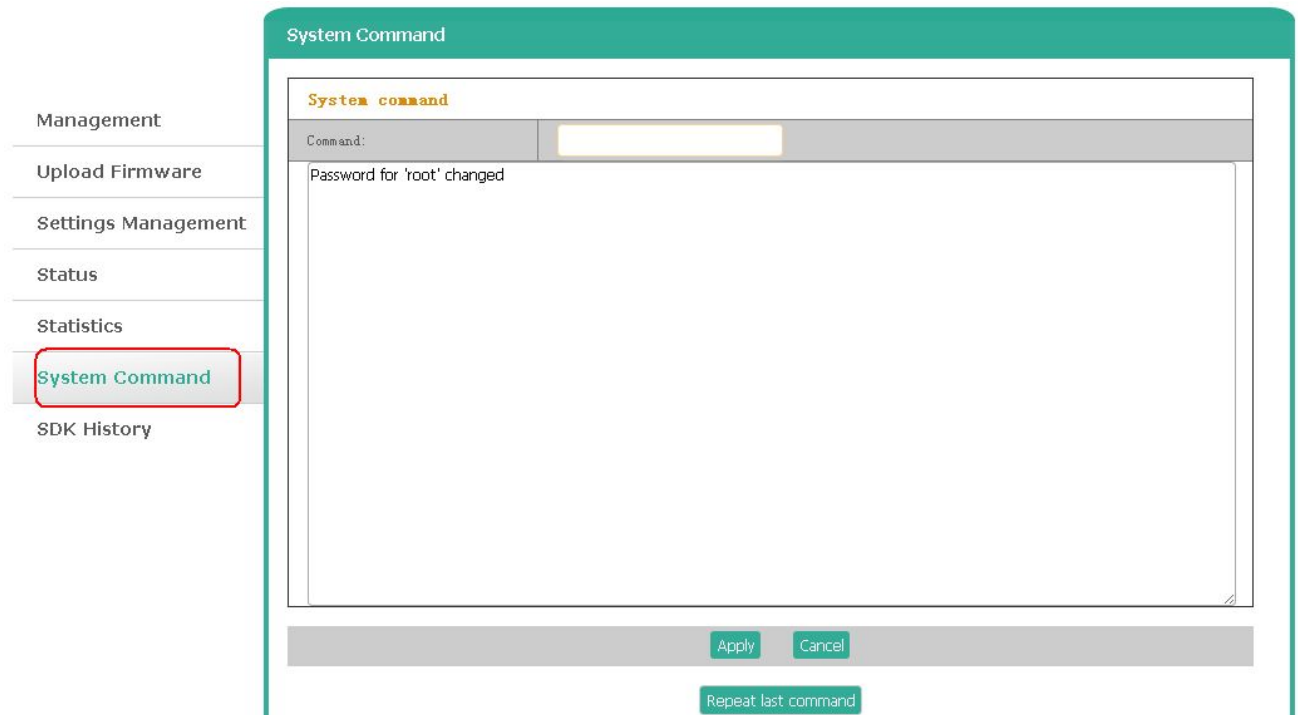 System Command
Management
Upload Firmware
Settings Management
Status
Statistics
System Command
SDK History
System command
Command:
Password for 'root' changed
Apply
Cancel
Repeat last command